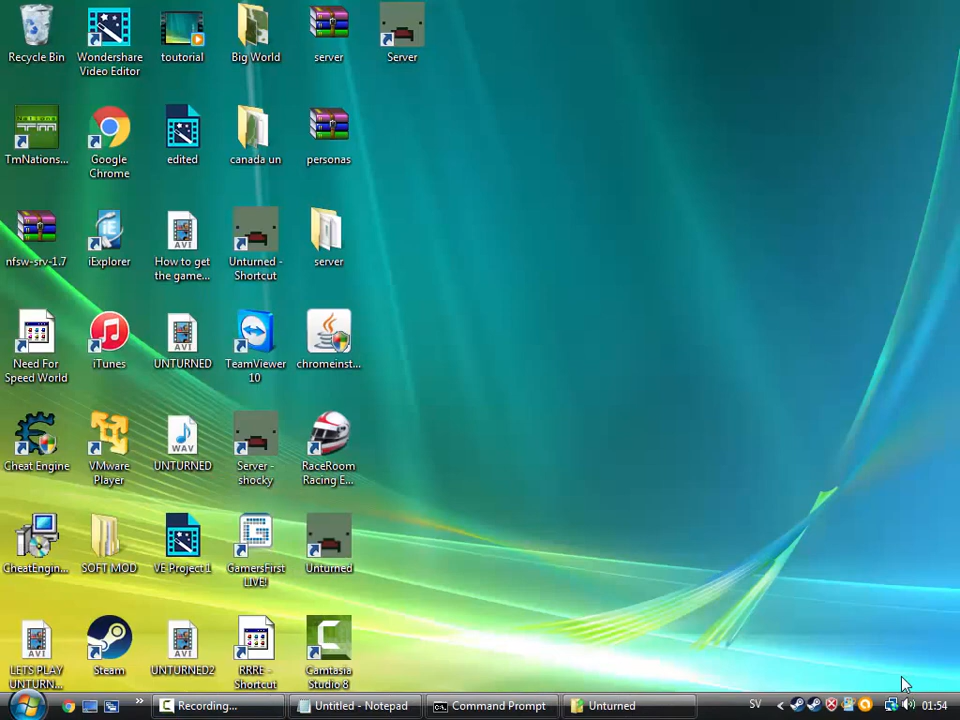 Recycle Bin
Wondershare Video Editor
toutorial
Big World
server
Server
TmNations...
Google Chrome
edited
canada un
personas
nfsw-srv-1.7
iExplorer
How to get the game...
Unturned - Shortcut
server
Need For Speed World
iTunes
UNTURNED
TeamViewer 10
chromeinst...
Cheat Engine
VMware Player
UNTURNED
Server - shocky
RaceRoom Racing E...
CheatEngin...
SOFT MOD
VE Project1
GamersFirst LIVE!
Unturned
LETS PLAY UNTURN...
Steam
UNTURNED2
RRRE - Shortcut
Camtasia Studio 8
Recording...
Untitled - Notepad
Command Prompt
Unturned
SV
01:54